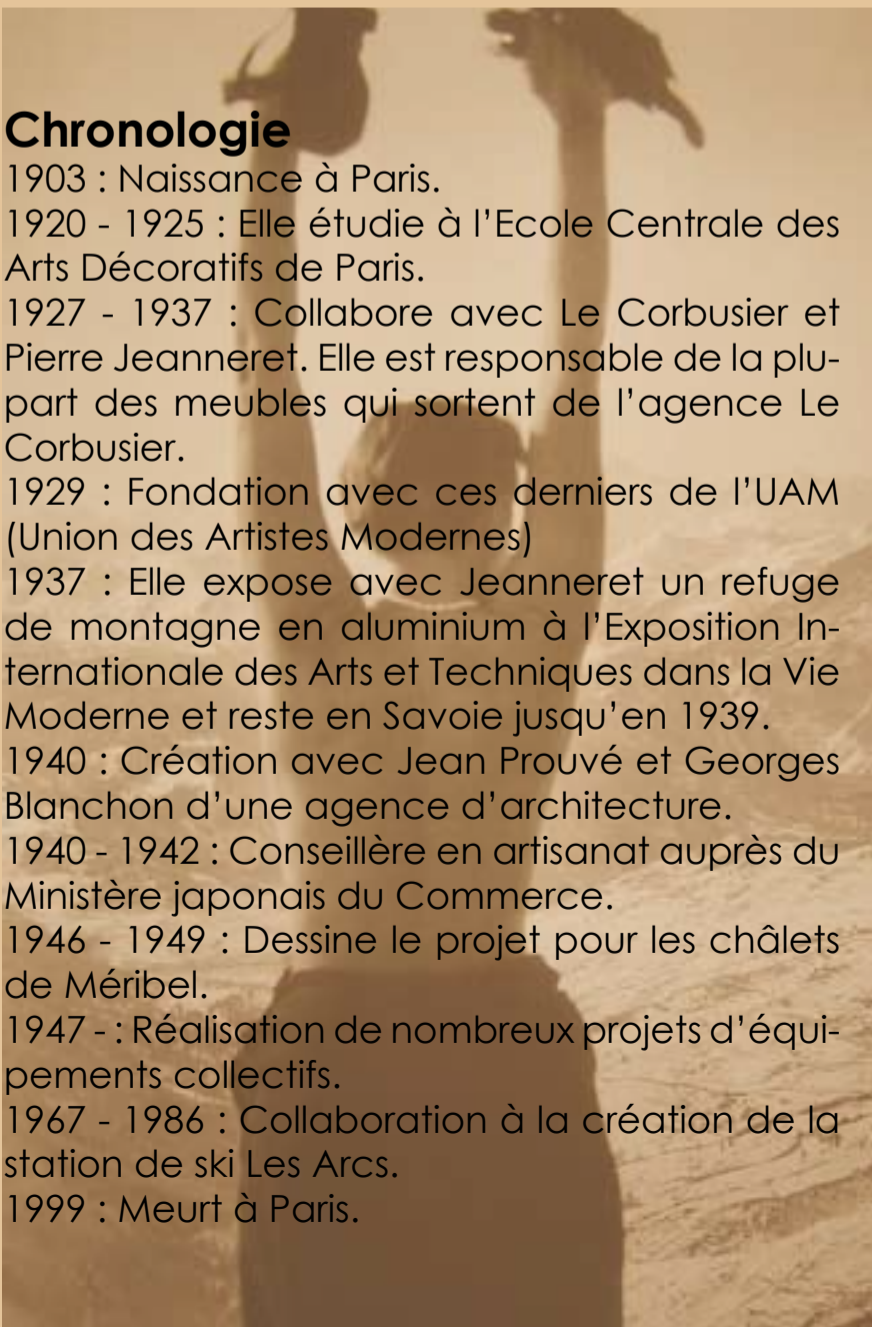 Chronologie
1903 : Naissance à Paris.
1920 - 1925 : Elle étudie à l'Ecole Centrale des
Arts Décoratifs de Paris.
1927 - 1937 : Collabore avec Le Corbusier et
Pierre Jeanneret. Elle est responsable de la plu-
part des meubles qui sortent de l'agence Le
Corbusier.
1929 : Fondation avec ces derniers de l'UAM
(Union des Artistes Modernes)
1937 : Elle expose avec Jeanneret un refuge
de montagne en aluminium à l'Exposition In-
ternationale des Arts et Techniques dans la Vie
Moderne et reste en Savoie jusqu'en 1939.
1940 : Création avec Jean Prouvé et Georges
Blanchon d'une agence d'architecture.
1940 - 1942 : Conseillère en artisanat auprès du
Ministère japonais du Commerce.
1946 - 1949 : Dessine le projet pour les châlets
de Méribel.
1947 - : Réalisation de nombreux projets d'équi-
pements collectifs.
1967 - 1986 : Collaboration à la création de la
station de ski Les Arcs.
1999 : Meurt à Paris.